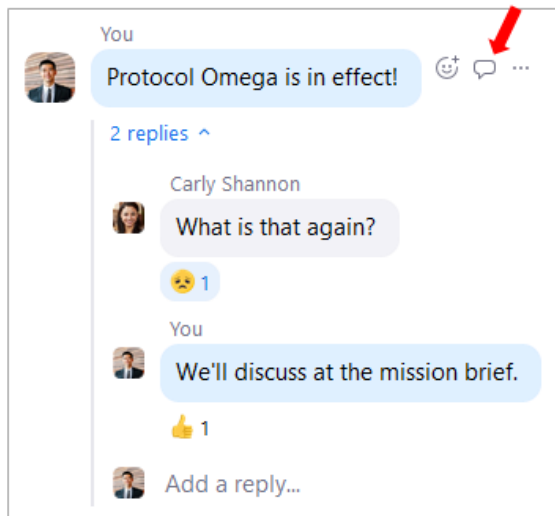 You
Protocol Omega is in effect!
2 replies
Carly Shannon
What is that again?
1
You
We'll discuss at the mission brief.
1
Add a reply...